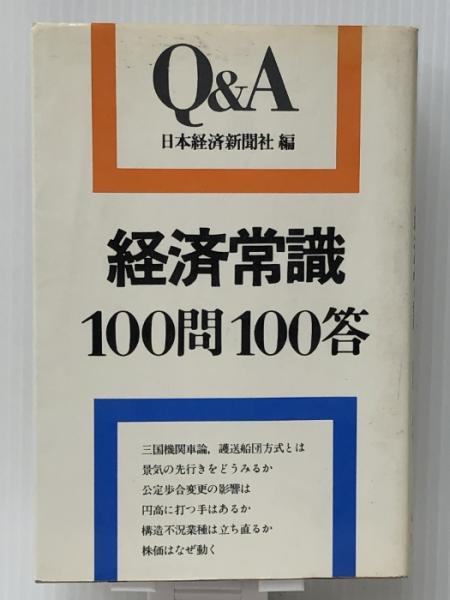 Q&A
日本経済新聞社 編
経済常識
100問100答
三国機関車論，護送船団方式とは
景気の先行きをどうみるか
公定歩合変更の影響は
円高に打つ手はあるか
構造不況業種は立ち直るか
株価はなぜ動く